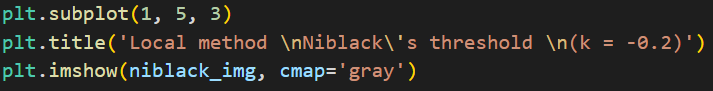 plt.subplot(1, 5, 3)
plt.title('Local method \nNiblack\'s threshold \n(k = -0.2)')
plt.imshow(niblack_img, cmap='gray')